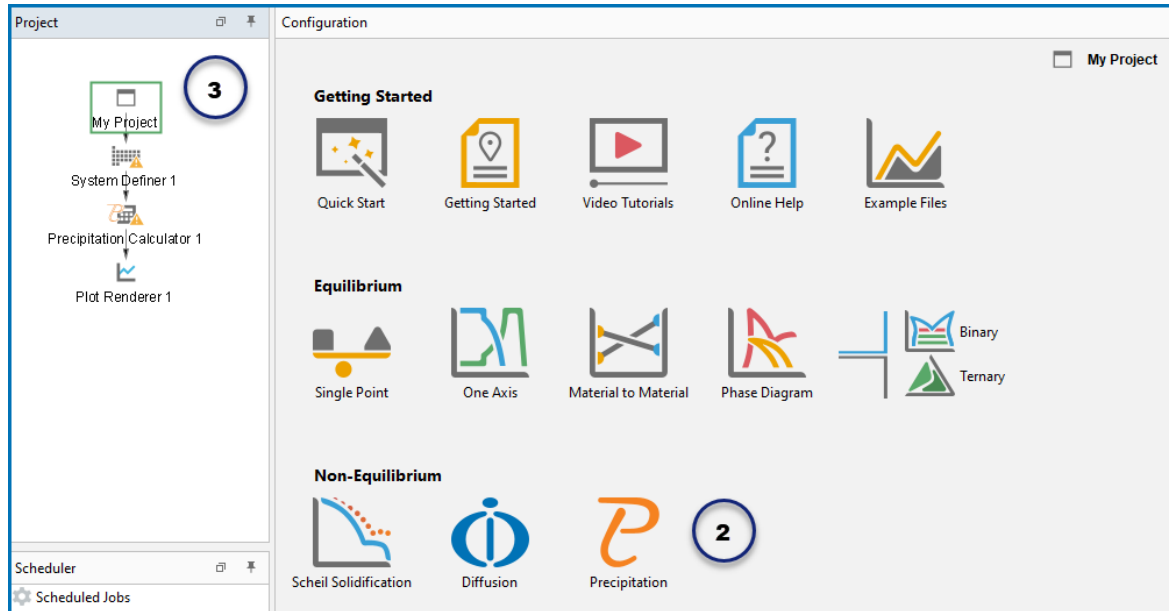 Project
Configuration
My Project
3
My Project
System Definer 1
Precipitation Calculator 1
Plot Renderer 1
Getting Started
Quick Start
Getting Started
Video Tutorials
Online Help
Example Files
Equilibrium
Single Point
One Axis
Material to Material
Phase Diagram
Binary
Ternary
Non-Equilibrium
Scheil Solidification
Diffusion
Precipitation
2
Scheduler
Scheduled Jobs